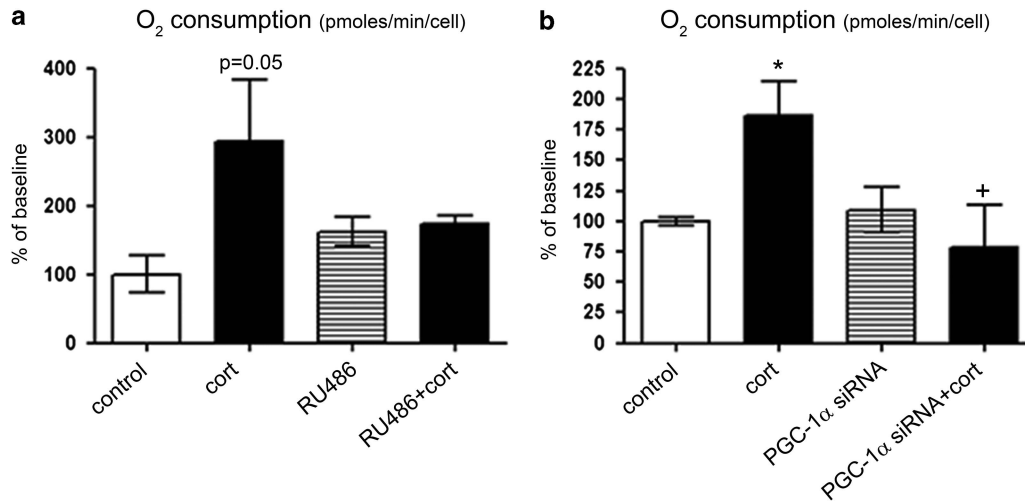 a
O2 consumption (pmoles/min/cell)
p=0.05
% of baseline
400
300
200
100
0
control
cort
RU486
RU486+cort
b
O2 consumption (pmoles/min/cell)
*
+
% of baseline
225
200
175
150
125
100
75
50
25
0
control
cort
PGC-1α siRNA
PGC-1α siRNA+cort